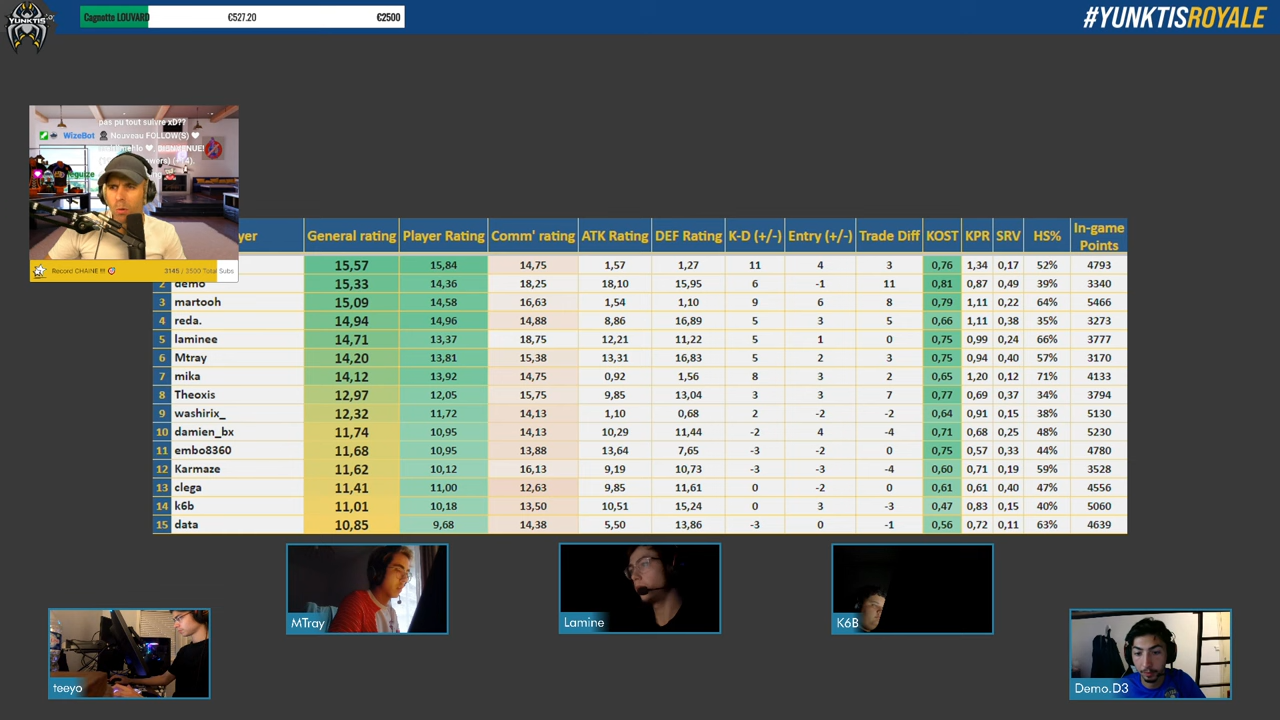 YUNKTIS
Cagnotte LOUVARD €527.20 €2500
#YUNKTISROYALE
pas pu tout suivre xD??
WizeBot Nouveau FOLLOW(S)
Record CHAINE !!! 3145 / 3500 Total Subs
yer General rating Player Rating Comm' rating ATK Rating DEF Rating K-D (+/-) Entry (+/-) Trade Diff KOST KPR SRV HS% In-game Points
15,57 15,84 14,75 1,57 1,27 11 4 3 0,76 1,34 0,17 52% 4793
2 demo 15,33 14,36 18,25 18,10 15,95 6 -1 11 0,81 0,87 0,49 39% 3340
3 martooh 15,09 14,58 16,63 1,54 1,10 9 6 8 0,79 1,11 0,22 64% 5466
4 reda. 14,94 14,96 14,88 8,86 16,89 5 3 5 0,66 1,11 0,38 35% 3273
5 laminee 14,71 13,37 18,75 12,21 11,22 5 1 0 0,75 0,99 0,24 66% 3777
6 Mtray 14,20 13,81 15,38 13,31 16,83 5 2 3 0,75 0,94 0,40 57% 3170
7 mika 14,12 13,92 14,75 0,92 1,56 8 3 2 0,65 1,20 0,12 71% 4133
8 Theoxis 12,97 12,05 15,75 9,85 13,04 3 3 7 0,77 0,69 0,37 34% 3794
9 washirix_ 12,32 11,72 14,13 1,10 0,68 2 -2 -2 0,64 0,91 0,15 38% 5130
10 damien_bx 11,74 10,95 14,13 10,29 11,44 -2 4 -4 0,71 0,68 0,25 48% 5230
11 embo8360 11,68 10,95 13,88 13,64 7,65 -3 -2 0 0,75 0,57 0,33 44% 4780
12 Karmaze 11,62 10,12 16,13 9,19 10,73 -3 -3 -4 0,60 0,71 0,19 59% 3528
13 clega 11,41 11,00 12,63 9,85 11,61 0 -2 0 0,61 0,61 0,40 47% 4556
14 k6b 11,01 10,18 13,50 10,51 15,24 0 3 -3 0,47 0,83 0,15 40% 5060
15 data 10,85 9,68 14,38 5,50 13,86 -3 0 -1 0,56 0,72 0,11 63% 4639
MTray
Lamine
K6B
teeyo
Demo.D3